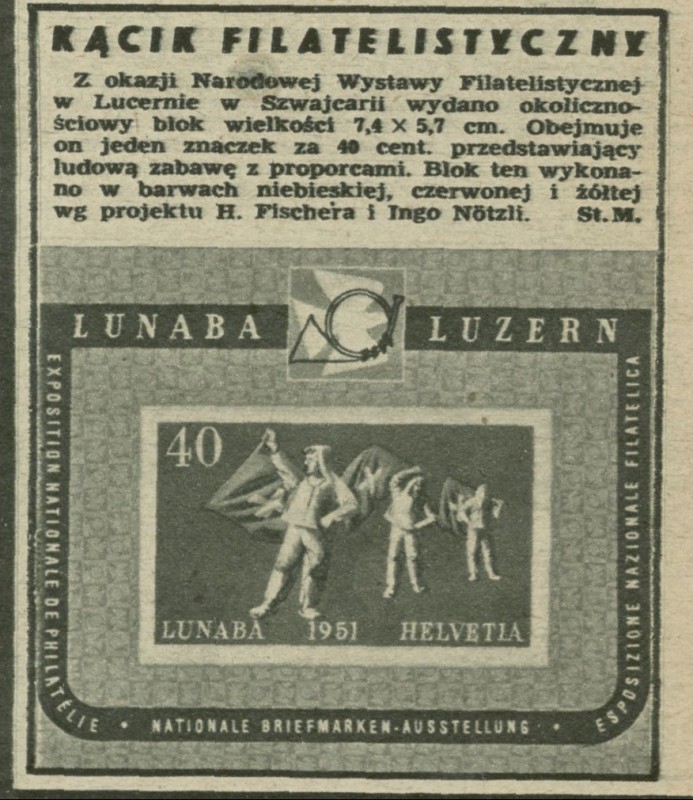 KĄCIK FILATELISTYCZNY
Z okazji Narodowej Wystawy Filatelistycznej
w Lucernie w Szwajcarii wydano okoliczno-
ściowy blok wielkości 7,4 × 5,7 cm. Obejmuje
on jeden znaczek za 40 cent. przedstawiający
ludową zabawę z proporcami. Blok ten wykona-
no w barwach niebieskiej, czerwonej i żółtej
wg projektu H. Fischera i Ingo Nötzli. St. M.
LUNABA LUZERN
EXPOSITION NATIONALE DE PHILATÉLIE
40
LUNABA 1951 HELVETIA
• NATIONALE BRIEFMARKEN-AUSSTELLUNG •
ESPOSIZIONE NAZIONALE FILATELICA